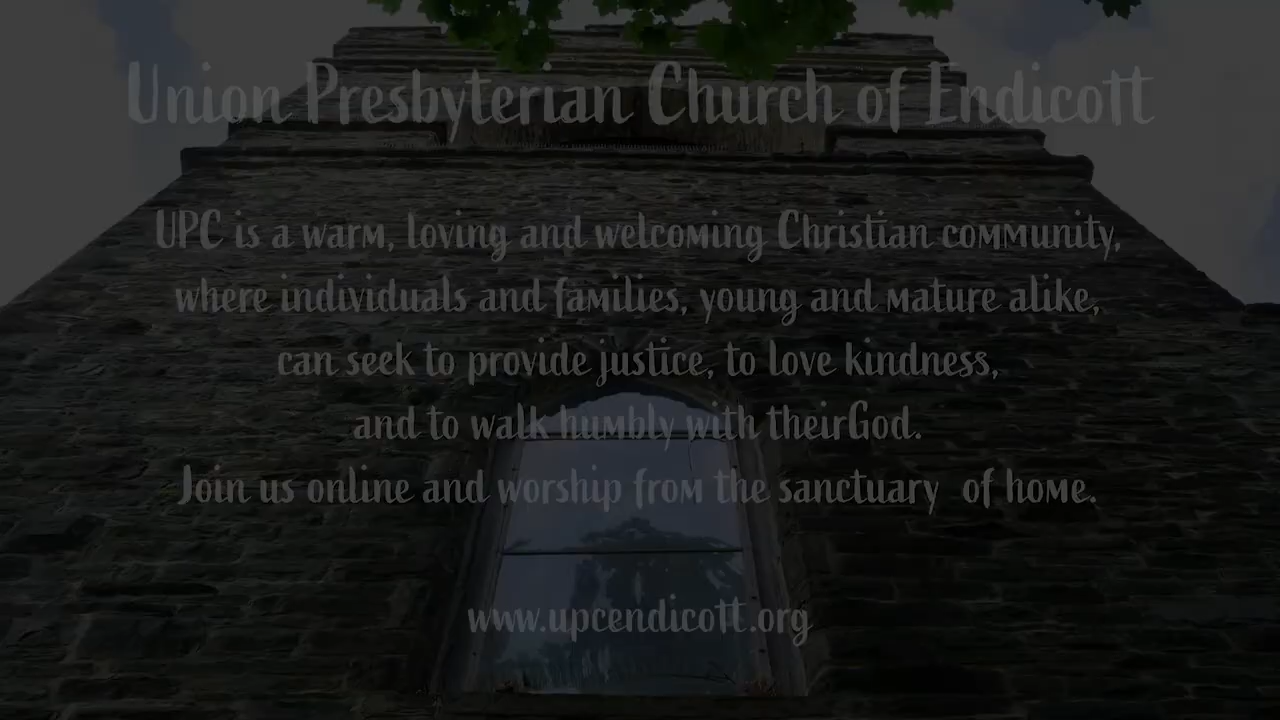 Union Presbyterian Church of Endicott
UPC is a warm, loving and welcoming Christian community,
where individuals and families, young and mature alike,
can seek to provide justice, to love kindness,
and to walk humbly with theirGod.
Join us online and worship from the sanctuary of home.
www.upcendicott.org